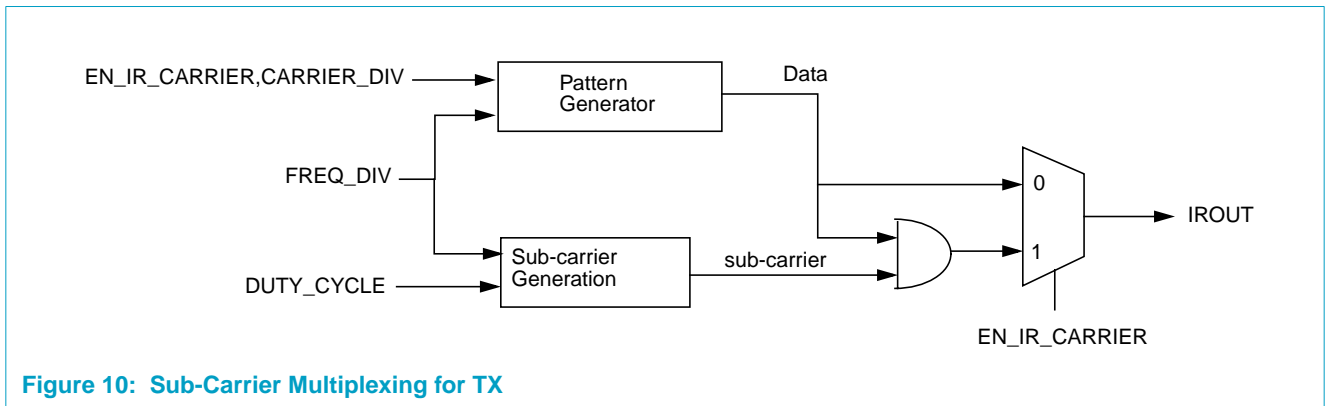 EN_IR_CARRIER,CARRIER_DIV
Pattern
Generator
Data
FREQ_DIV
0
IROUT
Sub-carrier
Generation
sub-carrier
1
DUTY_CYCLE
EN_IR_CARRIER
Figure 10: Sub-Carrier Multiplexing for TX